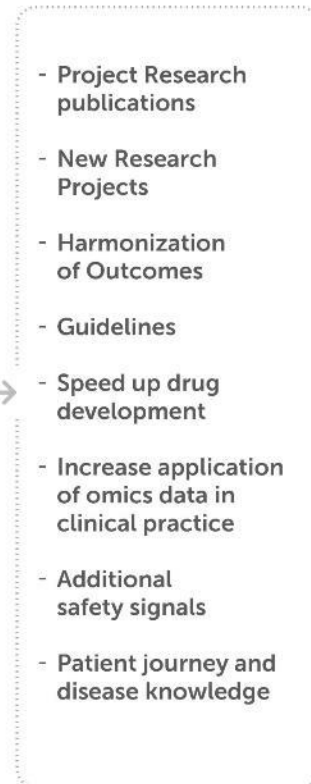 - Project Research
publications
- New Research
Projects
- Harmonization
of Outcomes
- Guidelines
- Speed up drug
development
- Increase application
of omics data in
clinical practice
- Additional
safety signals
- Patient journey and
disease knowledge